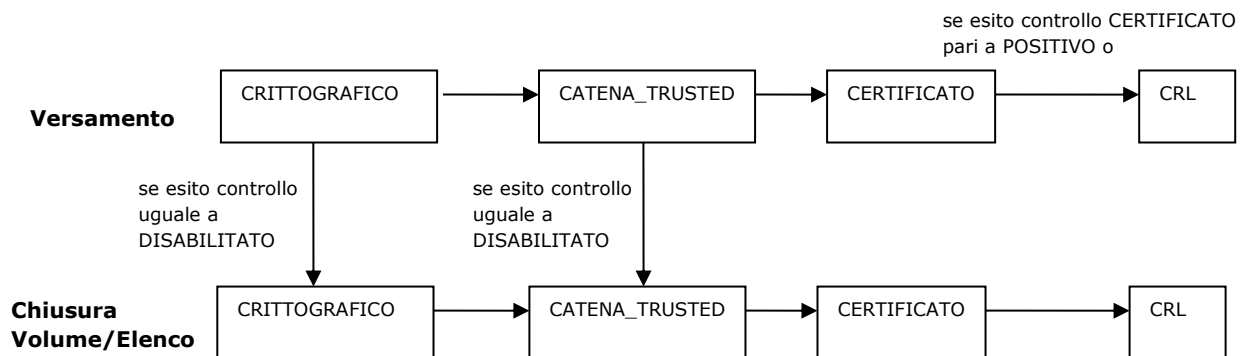 se esito controllo CERTIFICATO
pari a POSITIVO o
CRITTOGRAFICO
CATENA_TRUSTED
CERTIFICATO
CRL
Versamento
se esito controllo
uguale a
DISABILITATO
se esito controllo
uguale a
DISABILITATO
Chiusura
Volume/Elenco
CRITTOGRAFICO
CATENA_TRUSTED
CERTIFICATO
CRL